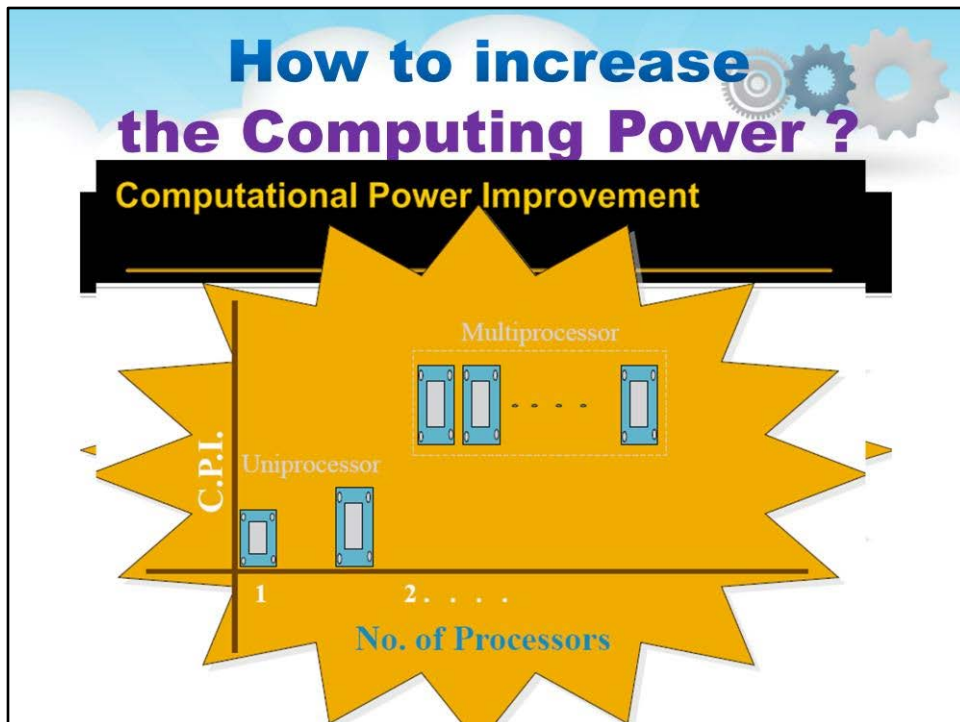 How to increase
the Computing Power ?
Computational Power Improvement
Multiprocessor
Uniprocessor
C.P.I.
1 2 . . . .
No. of Processors